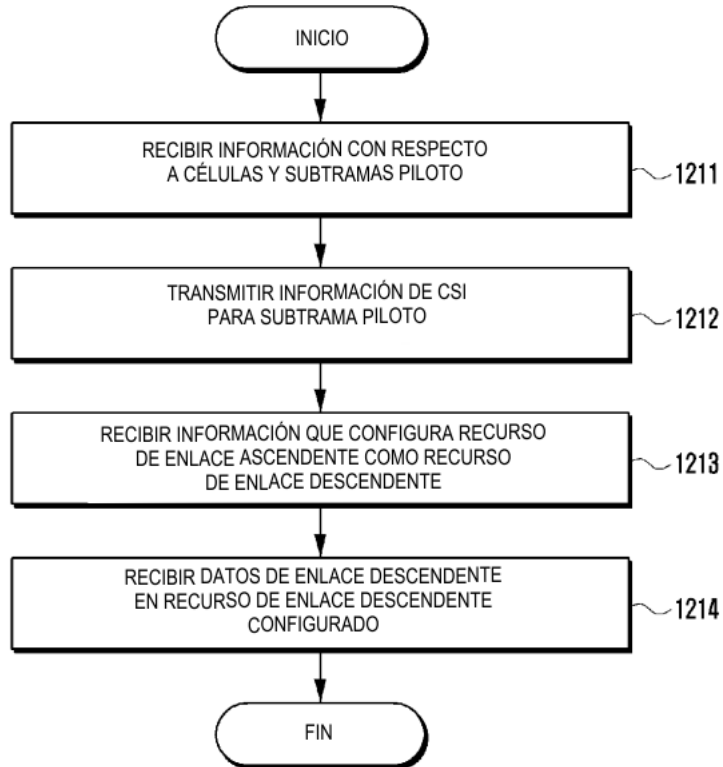 INICIO
RECIBIR INFORMACIÓN CON RESPECTO
A CÉLULAS Y SUBTRAMAS PILOTO
1211
TRANSMITIR INFORMACIÓN DE CSI
PARA SUBTRAMA PILOTO
1212
RECIBIR INFORMACIÓN QUE CONFIGURA RECURSO
DE ENLACE ASCENDENTE COMO RECURSO
DE ENLACE DESCENDENTE
1213
RECIBIR DATOS DE ENLACE DESCENDENTE
EN RECURSO DE ENLACE DESCENDENTE
CONFIGURADO
1214
FIN